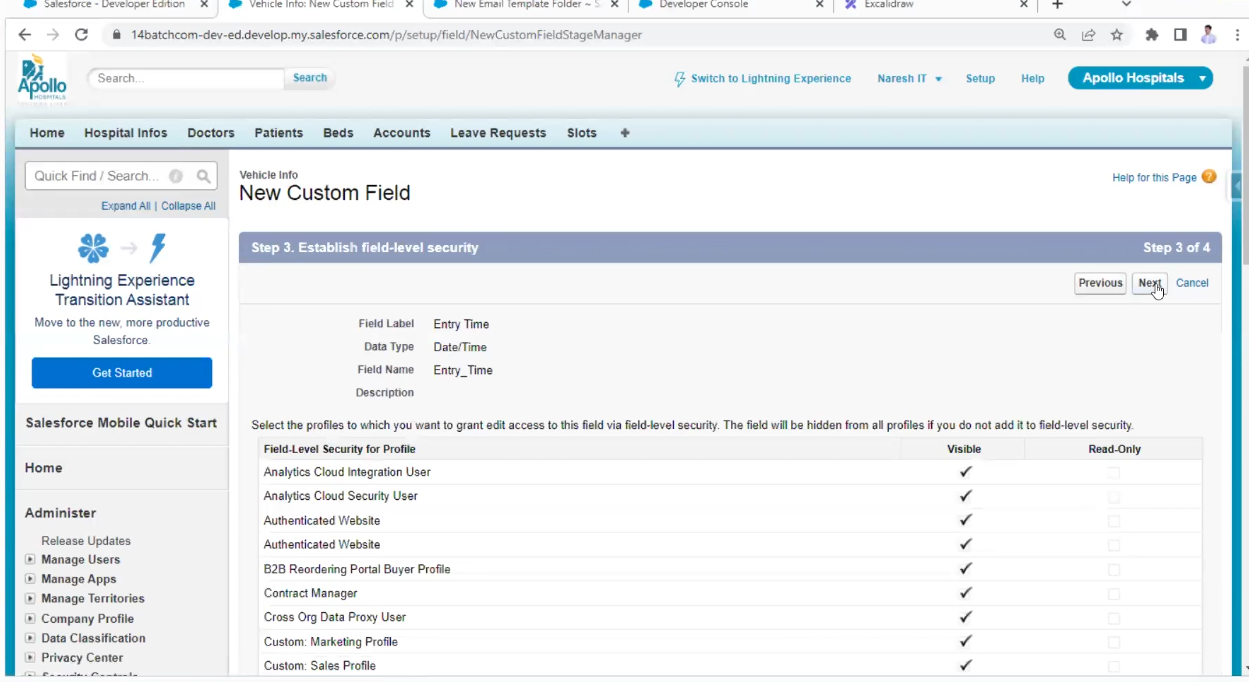 Salesforce - Developer Edition
Vehicle Info: New Custom Field
New Email Template Folder ~ S
Developer Console
Excalidraw
14batchcom-dev-ed.develop.my.salesforce.com/p/setup/field/NewCustomFieldStageManager
Apollo
HOSPITALS
Search...
Search
Switch to Lightning Experience
Naresh IT
Setup
Help
Apollo Hospitals
Home
Hospital Infos
Doctors
Patients
Beds
Accounts
Leave Requests
Slots
Quick Find / Search...
Expand All | Collapse All
Lightning Experience
Transition Assistant
Move to the new, more productive
Salesforce.
Get Started
Salesforce Mobile Quick Start
Home
Administer
Release Updates
Manage Users
Manage Apps
Manage Territories
Company Profile
Data Classification
Privacy Center
Security Controls
Vehicle Info
New Custom Field
Help for this Page
Step 3. Establish field-level security
Step 3 of 4
Previous
Next
Cancel
Field Label Entry Time
Data Type Date/Time
Field Name Entry_Time
Description
Select the profiles to which you want to grant edit access to this field via field-level security. The field will be hidden from all profiles if you do not add it to field-level security.
Field-Level Security for Profile Visible Read-Only
Analytics Cloud Integration User
Analytics Cloud Security User
Authenticated Website
Authenticated Website
B2B Reordering Portal Buyer Profile
Contract Manager
Cross Org Data Proxy User
Custom: Marketing Profile
Custom: Sales Profile